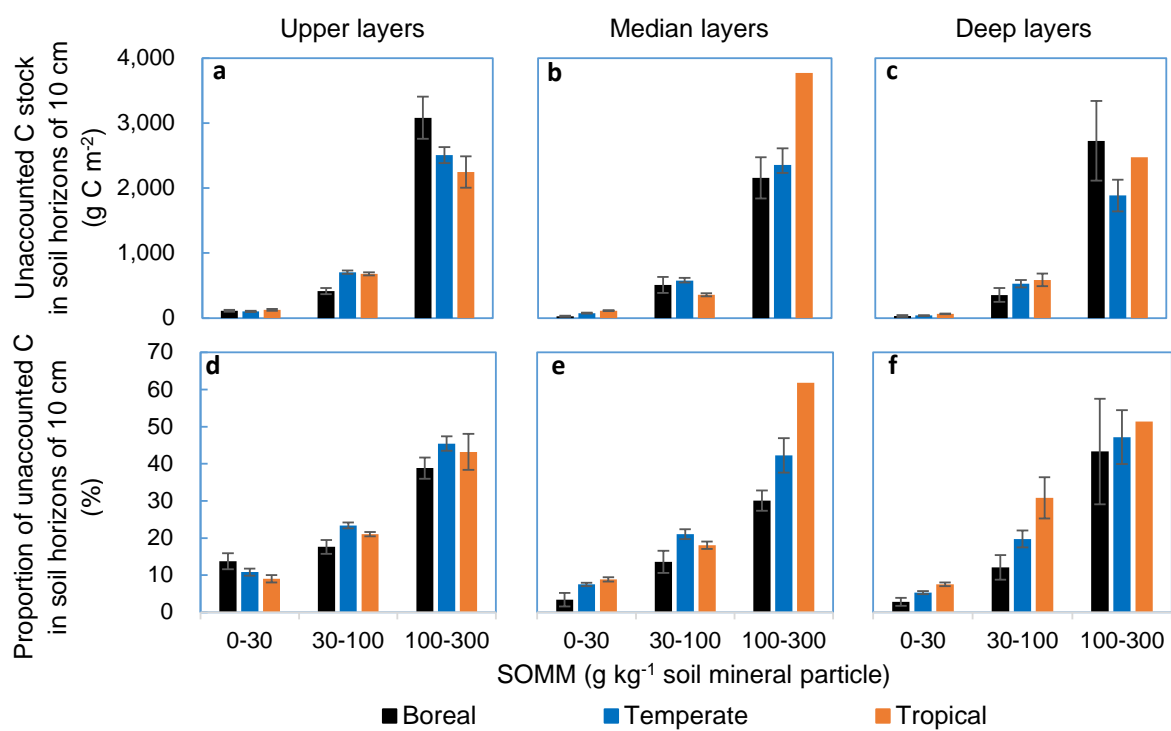 Upper layers
Median layers
Deep layers
Unaccounted C stock
in soil horizons of 10 cm
(g C m⁻²)
4,000
3,000
2,000
1,000
0
a
b
c
Proportion of unaccounted C
in soil horizons of 10 cm
(%)
70
60
50
40
30
20
10
0
d
e
f
0-30 30-100 100-300
0-30 30-100 100-300
0-30 30-100 100-300
SOMM (g kg⁻¹ soil mineral particle)
Boreal
Temperate
Tropical